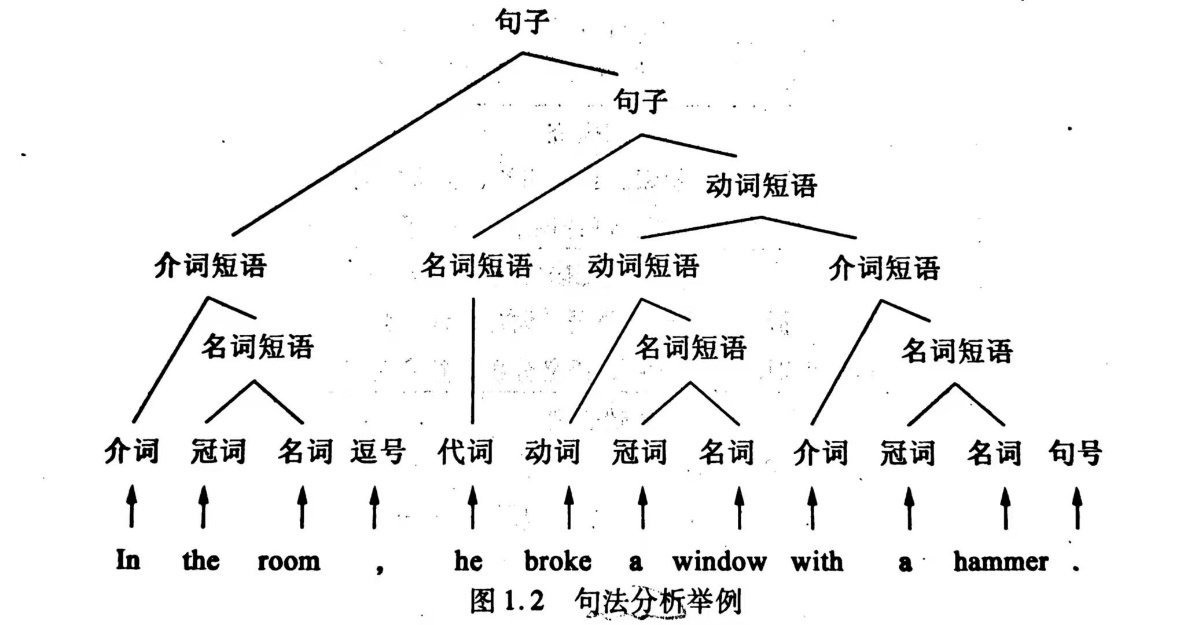 句子
句子
动词短语
介词短语 名词短语 动词短语 介词短语
名词短语 名词短语 名词短语
介词 冠词 名词 逗号 代词 动词 冠词 名词 介词 冠词 名词 句号
In the room , he broke a window with a hammer .
图1.2 句法分析举例